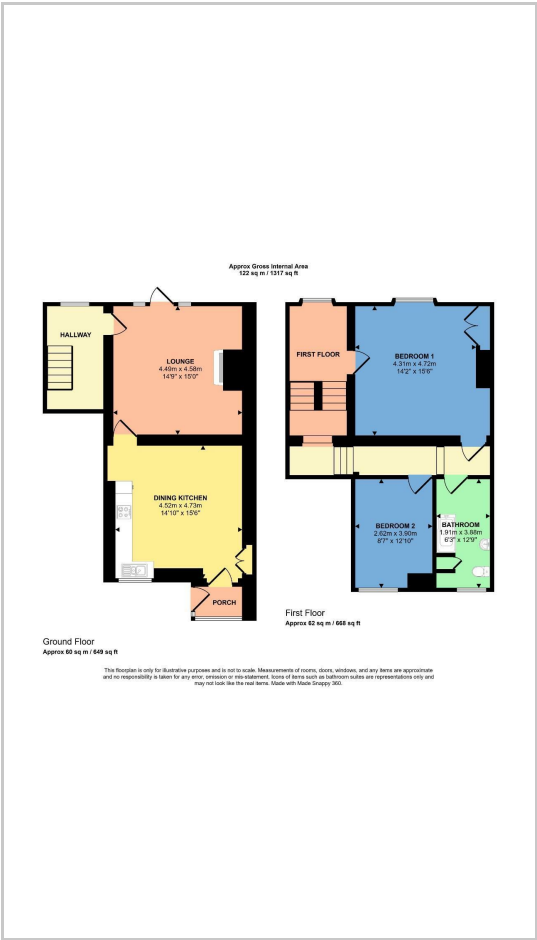 Approx Gross Internal Area
122 sq m / 1317 sq ft
HALLWAY
LOUNGE
4.49m x 4.58m
14'9" x 15'0"
DINING KITCHEN
4.52m x 4.73m
14'10" x 15'6"
PORCH
Ground Floor
Approx 60 sq m / 649 sq ft
FIRST FLOOR
BEDROOM 1
4.31m x 4.72m
14'2" x 15'6"
BEDROOM 2
2.62m x 3.90m
8'7" x 12'10"
BATHROOM
1.91m x 3.88m
6'3" x 12'9"
First Floor
Approx 62 sq m / 668 sq ft
This floorplan is only for illustrative purposes and is not to scale. Measurements of rooms, doors, windows, and any items are approximate
and no responsibility is taken for any error, omission or mis-statement. Icons of items such as bathroom suites are representations only and
may not look like the real items. Made with Made Snappy 360.